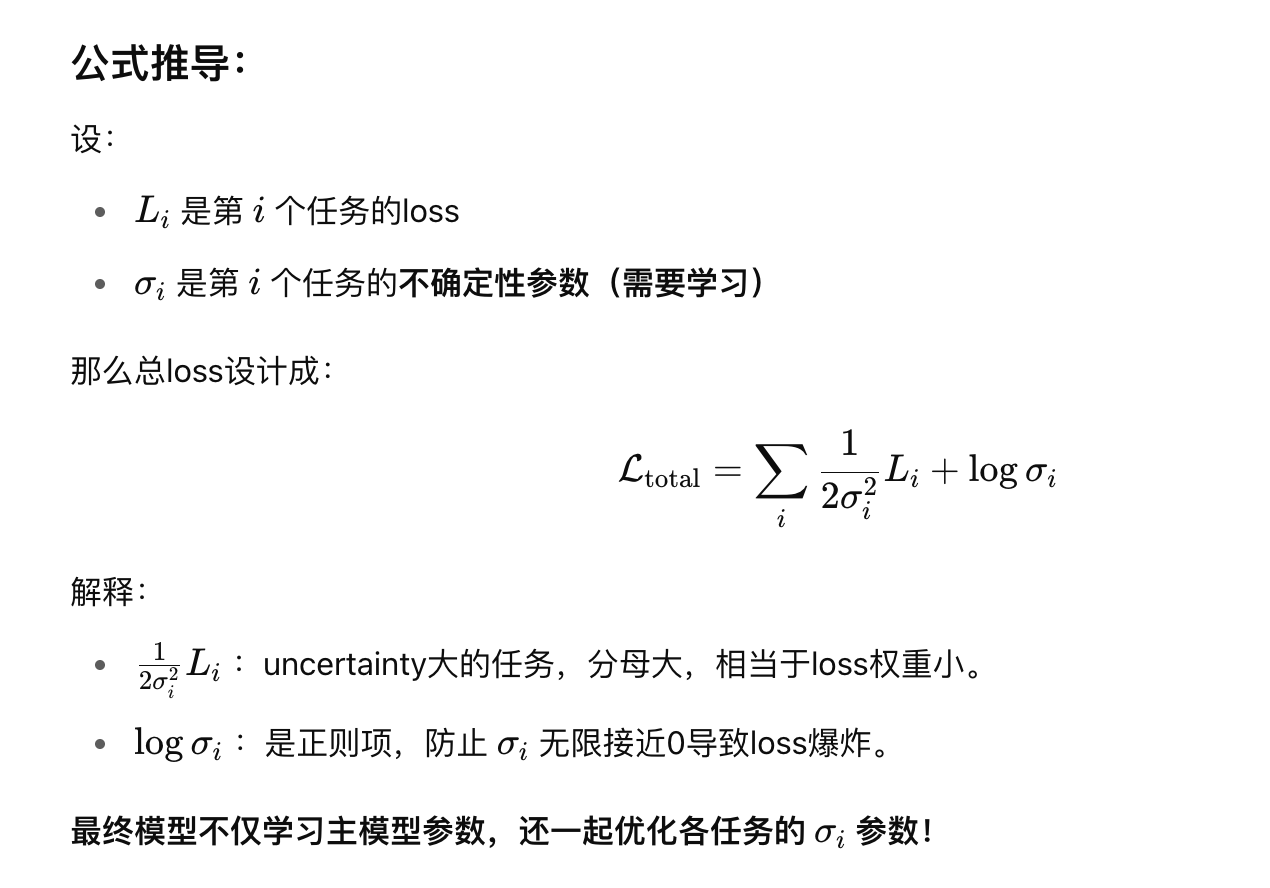 公式推导：
设：
• $L_i$ 是第 $i$ 个任务的loss
• $\sigma_i$ 是第 $i$ 个任务的不确定性参数（需要学习）
那么总loss设计成：
$\mathcal{L}_{\text{total}} = \sum_i \frac{1}{2\sigma_i^2} L_i + \log \sigma_i$
解释：
• $\frac{1}{2\sigma_i^2} L_i$ ：uncertainty大的任务，分母大，相当于loss权重小。
• $\log \sigma_i$ ：是正则项，防止 $\sigma_i$ 无限接近0导致loss爆炸。
最终模型不仅学习主模型参数，还一起优化各任务的 $\sigma_i$ 参数！